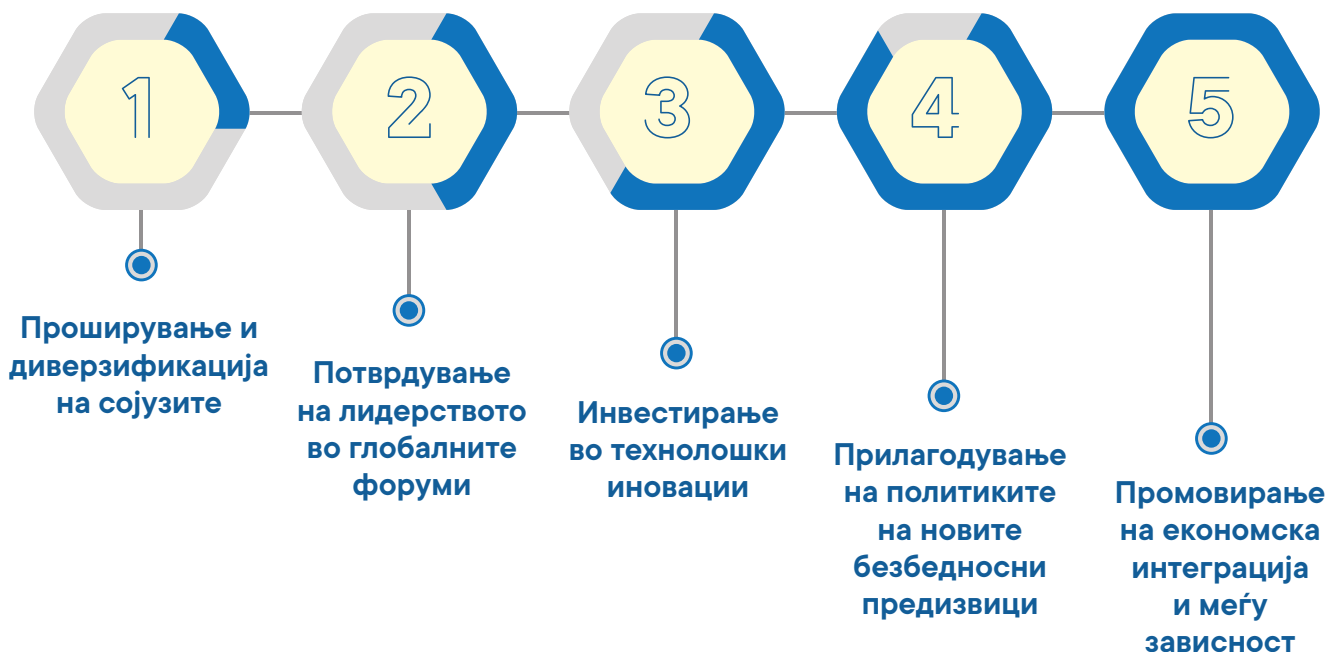 1
2
3
4
5
Проширување и
диверзификација
на сојузите
Потврдување
на лидерството
во глобалните
форуми
Инвестирање
во технолошки
иновации
Прилагодување
на политиките
на новите
безбедносни
предизвици
Промовирање
на економска
интеграција
и меѓу
зависност